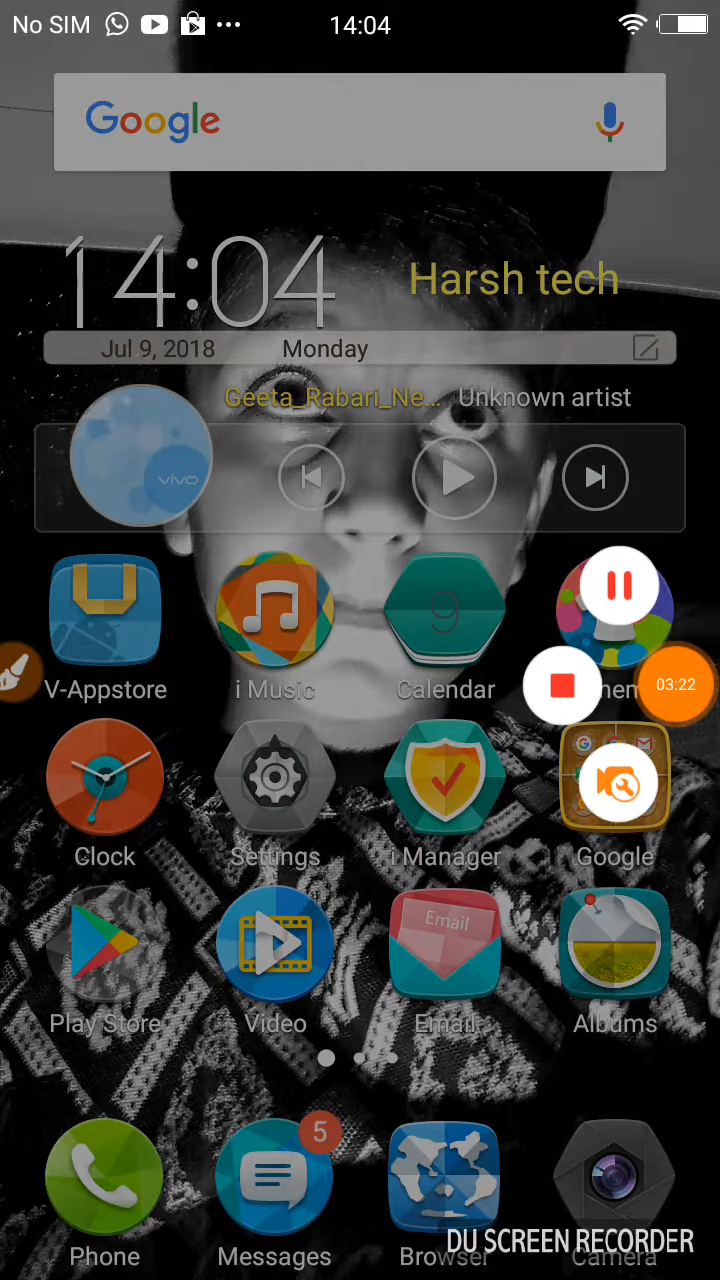 No SIM 14:04
Google
14:04
Harsh tech
Jul 9, 2018 Monday
Geeta_Rabari_Ne... Unknown artist
vivo
9
V-Appstore i Music Calendar
03:22
Clock Settings i Manager Google
Email
Play Store Video Email Albums
5
DU SCREEN RECORDER
Phone Messages Browser Camera